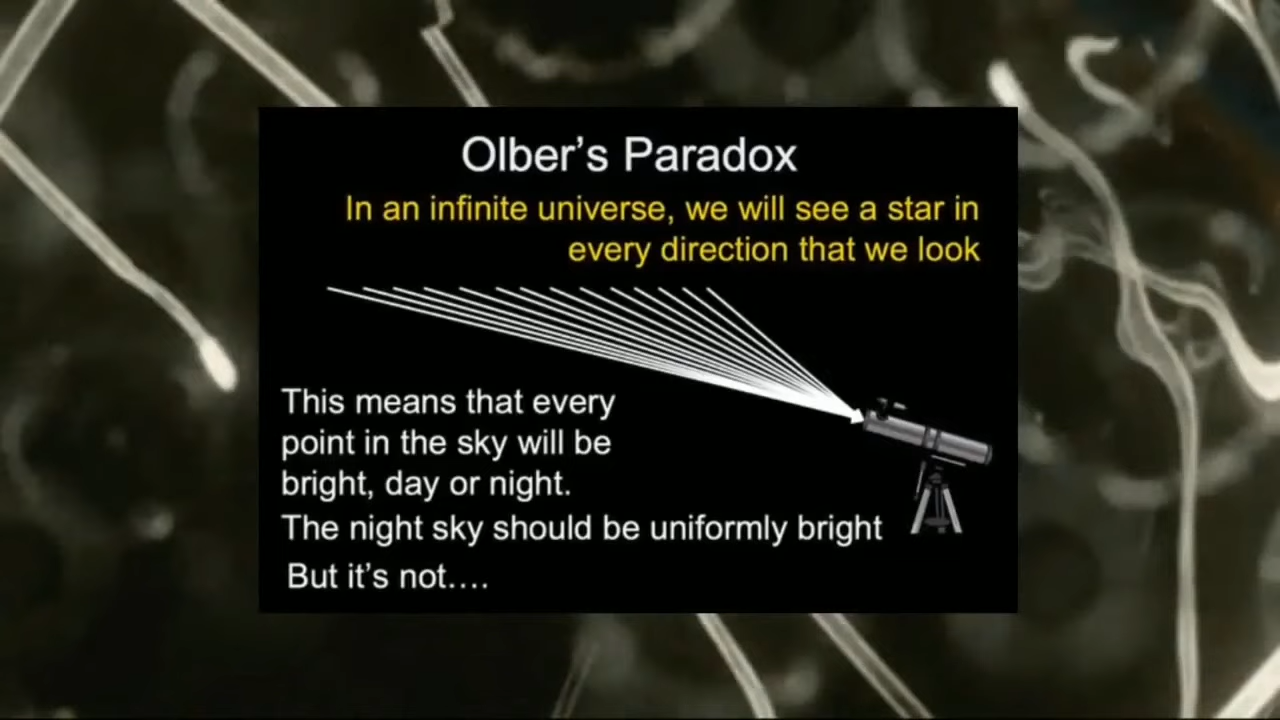 Olber’s Paradox
In an infinite universe, we will see a star in
every direction that we look
This means that every
point in the sky will be
bright, day or night.
The night sky should be uniformly bright
But it’s not….